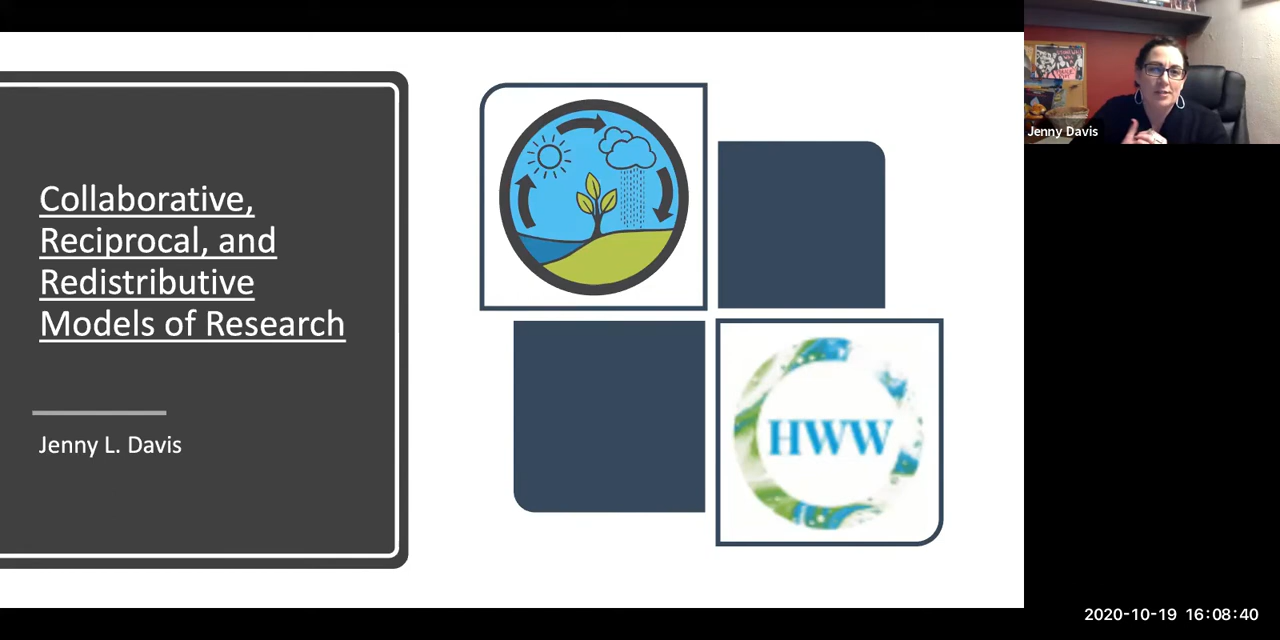 Collaborative,
Reciprocal, and
Redistributive
Models of Research
Jenny L. Davis
HWW
Jenny Davis
2020-10-19 16:08:40